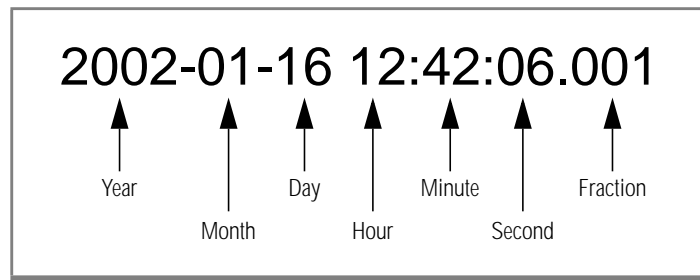 2002-01-16 12:42:06.001
Year Day Minute Fraction
Month Hour Second